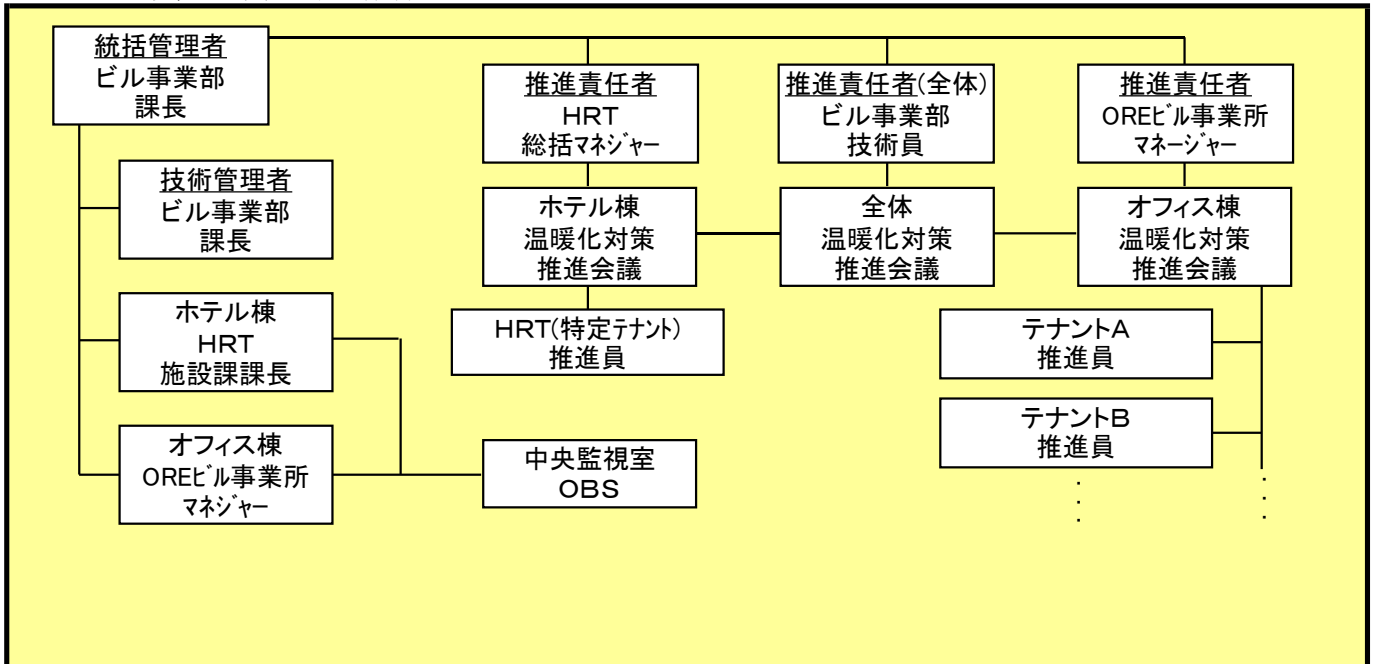 統括管理者
ビル事業部
課長
推進責任者
HRT
総括ﾏﾈｼﾞｬｰ
推進責任者(全体)
ビル事業部
技術員
推進責任者
OREﾋﾞﾙ事業所
ﾏﾈｰｼﾞｬｰ
技術管理者
ビル事業部
課長
ホテル棟
温暖化対策
推進会議
全体
温暖化対策
推進会議
オフィス棟
温暖化対策
推進会議
ホテル棟
HRT
施設課課長
HRT(特定ﾃﾅﾝﾄ)
推進員
テナントA
推進員
テナントB
推進員
オフィス棟
OREﾋﾞﾙ事業所
ﾏﾈｼﾞｬｰ
中央監視室
OBS